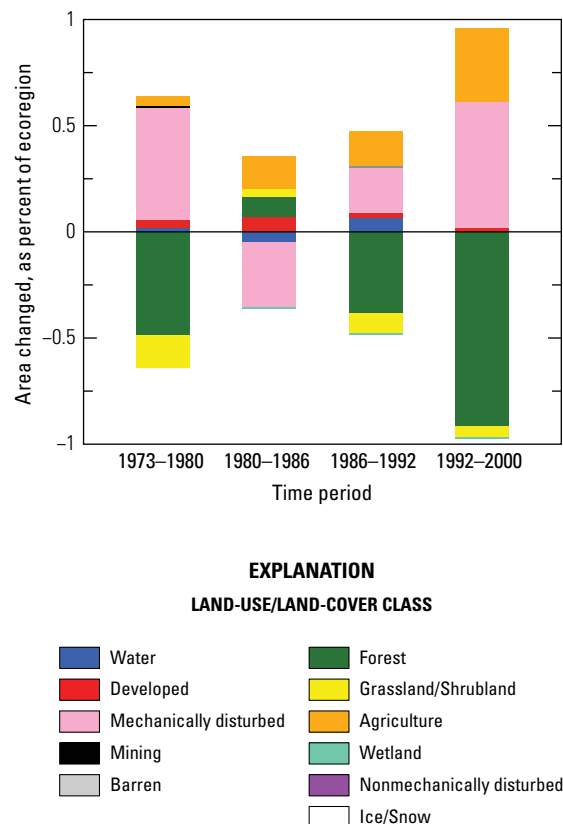 Area changed, as percent of ecoregion
1
0.5
0
−0.5
−1
1973–1980 1980–1986 1986–1992 1992–2000
Time period
EXPLANATION
LAND-USE/LAND-COVER CLASS
Water
Developed
Mechanically disturbed
Mining
Barren
Forest
Grassland/Shrubland
Agriculture
Wetland
Nonmechanically disturbed
Ice/Snow